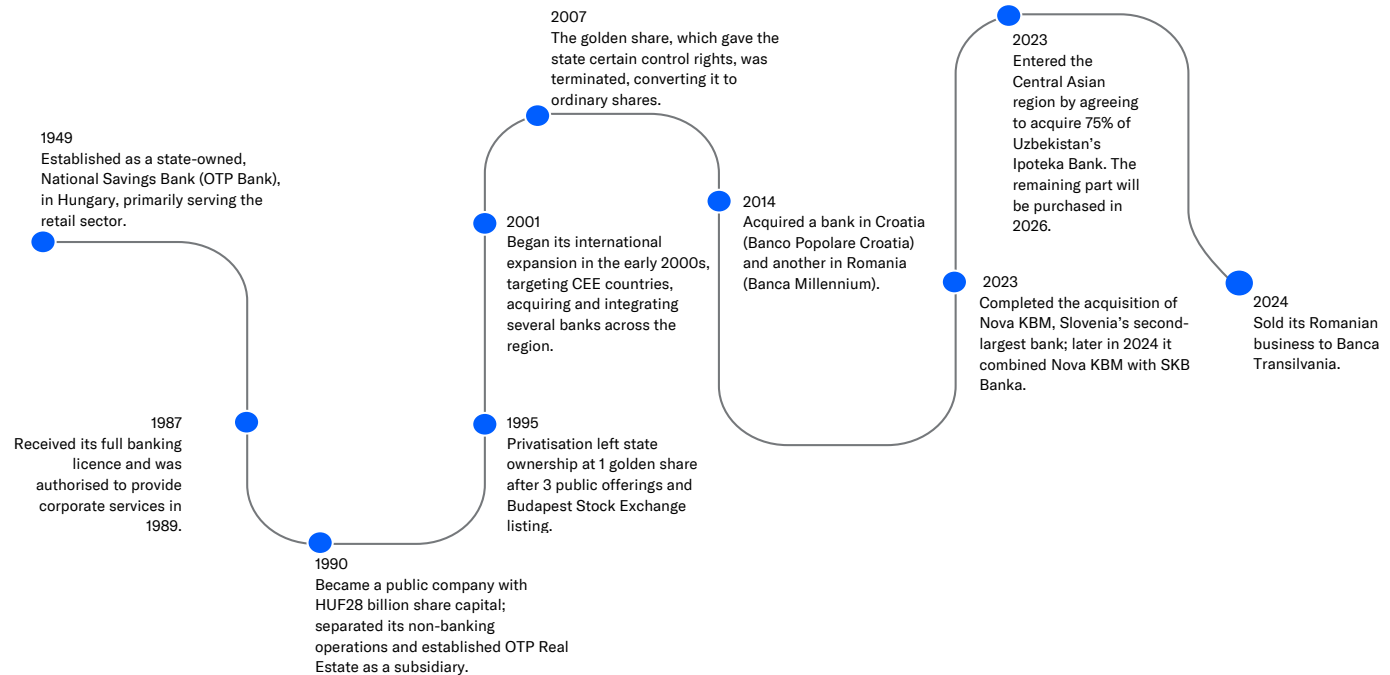 1949
Established as a state-owned,
National Savings Bank (OTP Bank),
in Hungary, primarily serving the
retail sector.
1987
Received its full banking
licence and was
authorised to provide
corporate services in
1989.
1990
Became a public company with
HUF28 billion share capital;
separated its non-banking
operations and established OTP Real
Estate as a subsidiary.
1995
Privatisation left state
ownership at 1 golden share
after 3 public offerings and
Budapest Stock Exchange
listing.
2001
Began its international
expansion in the early 2000s,
targeting CEE countries,
acquiring and integrating
several banks across the
region.
2007
The golden share, which gave the
state certain control rights, was
terminated, converting it to
ordinary shares.
2014
Acquired a bank in Croatia
(Banco Popolare Croatia)
and another in Romania
(Banca Millennium).
2023
Completed the acquisition of
Nova KBM, Slovenia’s second-
largest bank; later in 2024 it
combined Nova KBM with SKB
Banka.
2023
Entered the
Central Asian
region by agreeing
to acquire 75% of
Uzbekistan’s
Ipoteka Bank. The
remaining part will
be purchased in
2026.
2024
Sold its Romanian
business to Banca
Transilvania.